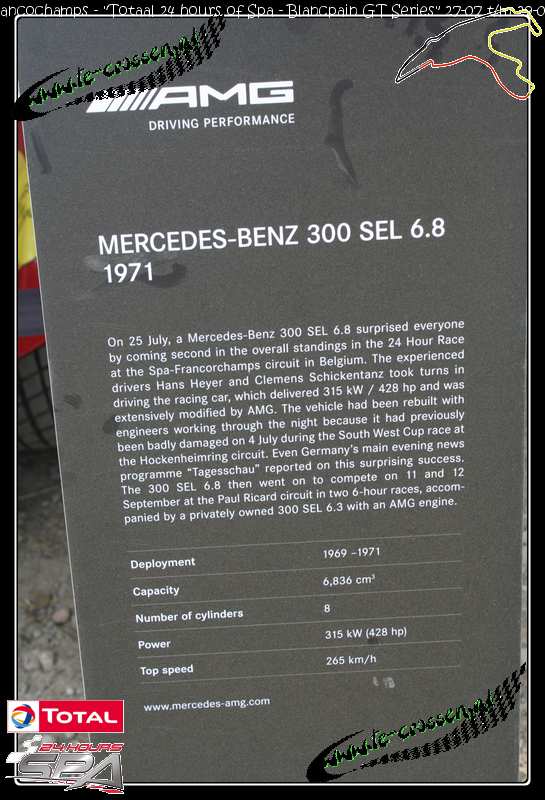 ancochamps - "Totaal 24 hours of Spa - Blancpain GT Series" 27-07
AMG
DRIVING PERFORMANCE
MERCEDES-BENZ 300 SEL 6.8
1971
On 25 July, a Mercedes-Benz 300 SEL 6.8 surprised everyone
by coming second in the overall standings in the 24 Hour Race
at the Spa-Francorchamps circuit in Belgium. The experienced
drivers Hans Heyer and Clemens Schickentanz took turns in
driving the racing car, which delivered 315 kW / 428 hp and was
extensively modified by AMG. The vehicle had been rebuilt with
engineers working through the night because it had previously
been badly damaged on 4 July during the South West Cup race at
the Hockenheimring circuit. Even Germany's main evening news
programme "Tagesschau" reported on this surprising success.
The 300 SEL 6.8 then went on to compete on 11 and 12
September at the Paul Ricard circuit in two 6-hour races, accom-
panied by a privately owned 300 SEL 6.3 with an AMG engine.
Deployment 1969 –1971
Capacity 6,836 cm³
Number of cylinders 8
Power 315 kW (428 hp)
Top speed 265 km/h
www.mercedes-amg.com
TOTAL
24 HOURS
SPA